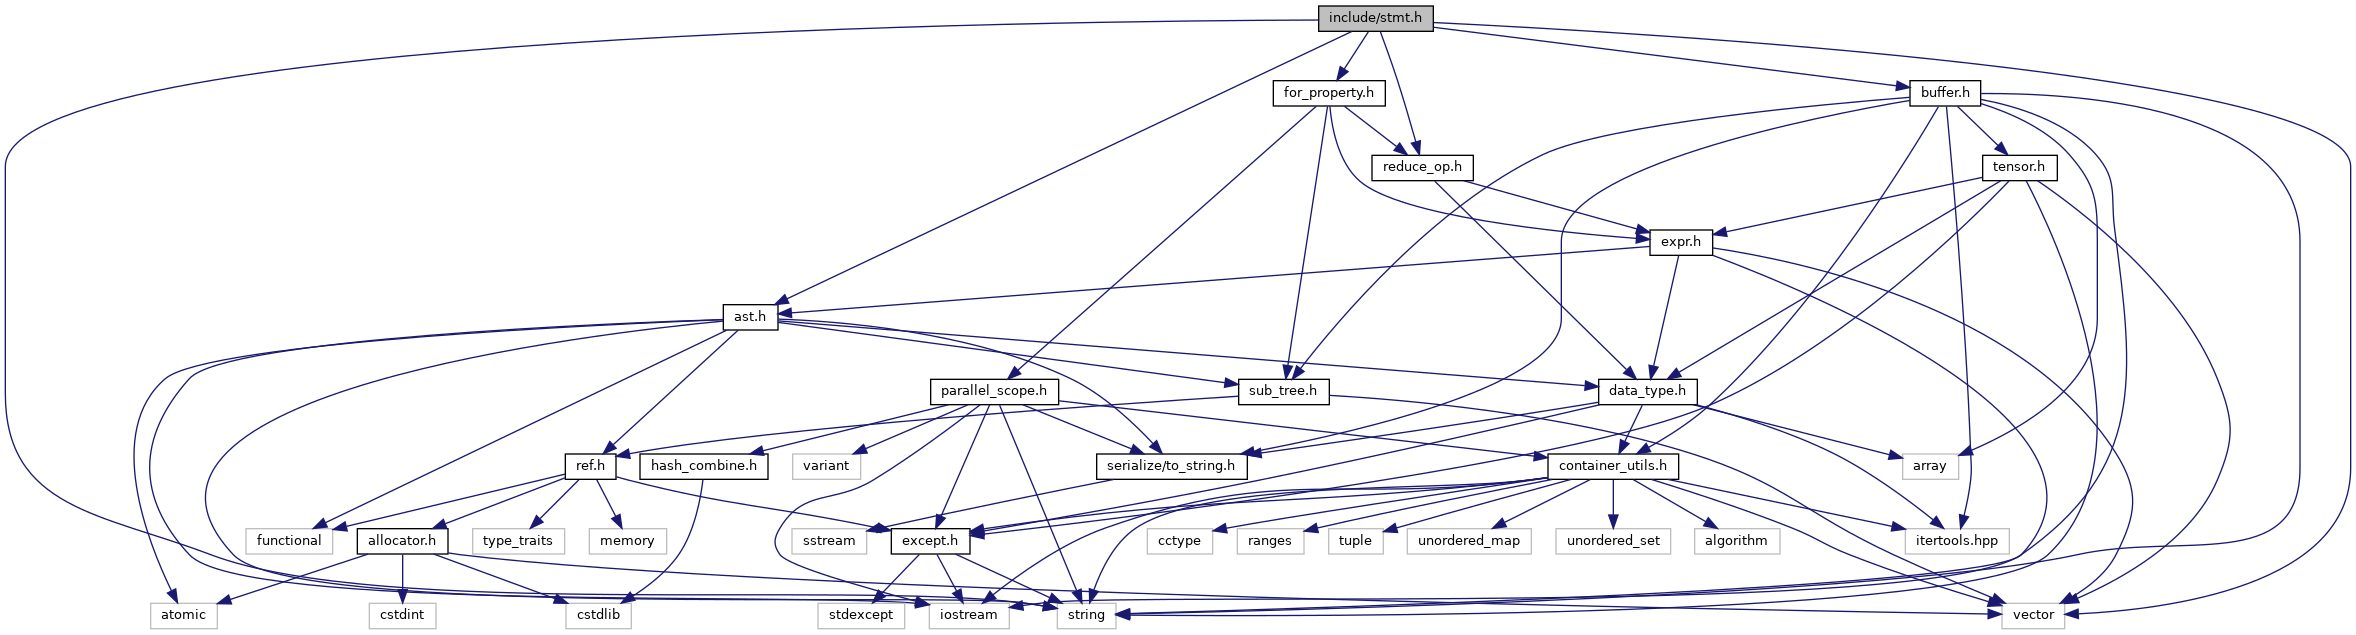 include/stmt.h
for_property.h
buffer.h
reduce_op.h
tensor.h
expr.h
ast.h
parallel_scope.h
sub_tree.h
data_type.h
ref.h
hash_combine.h
variant
serialize/to_string.h
container_utils.h
array
functional
allocator.h
type_traits
memory
sstream
except.h
cctype
ranges
tuple
unordered_map
unordered_set
algorithm
itertools.hpp
atomic
cstdint
cstdlib
stdexcept
iostream
string
vector